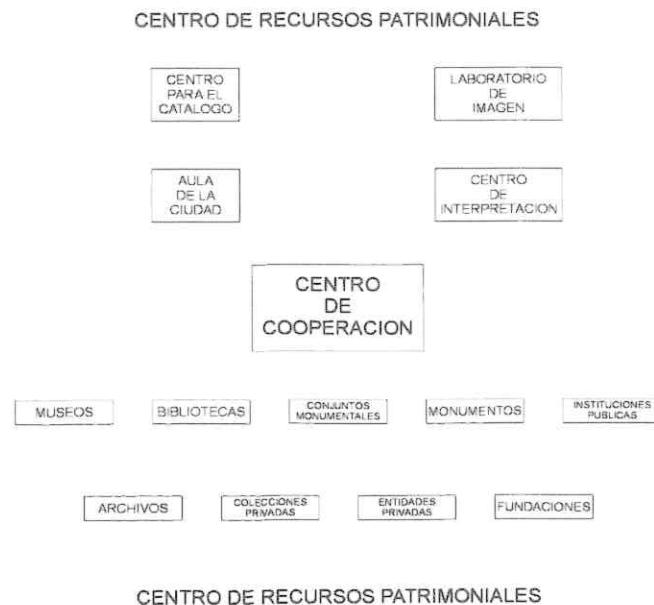 CENTRO DE RECURSOS PATRIMONIALES
CENTRO
PARA EL
CATALOGO
LABORATORIO
DE
IMAGEN
AULA
DE LA
CIUDAD
CENTRO
DE
INTERPRETACION
CENTRO
DE
COOPERACION
MUSEOS
BIBLIOTECAS
CONJUNTOS
MONUMENTALES
MONUMENTOS
INSTITUCIONES
PUBLICAS
ARCHIVOS
COLECCIONES
PRIVADAS
ENTIDADES
PRIVADAS
FUNDACIONES
CENTRO DE RECURSOS PATRIMONIALES